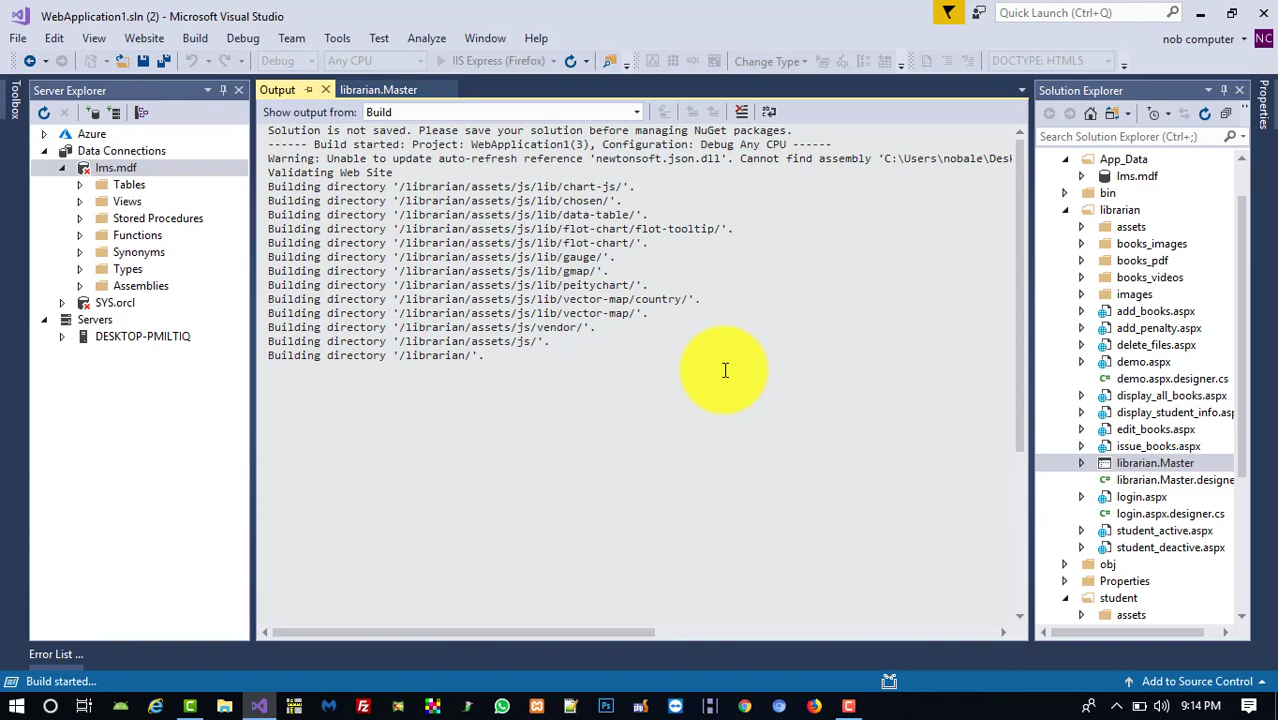 WebApplication1.sln (2) - Microsoft Visual Studio
Quick Launch (Ctrl+Q)
File Edit View Website Build Debug Team Tools Test Analyze Window Help
nob computer NC
Debug Any CPU IIS Express (Firefox) Change Type DOCTYPE: HTML5
Toolbox
Server Explorer
Azure
Data Connections
lms.mdf
Tables
Views
Stored Procedures
Functions
Synonyms
Types
Assemblies
SYS.orcl
Servers
DESKTOP-PMILTIQ
Output librarian.Master
Show output from: Build
Solution is not saved. Please save your solution before managing NuGet packages.
------ Build started: Project: WebApplication1(3), Configuration: Debug Any CPU ------
Warning: Unable to update auto-refresh reference 'newtonsoft.json.dll'. Cannot find assembly 'C:\Users\nobale\Desk
Validating Web Site
Building directory '/librarian/assets/js/lib/chart-js/'.
Building directory '/librarian/assets/js/lib/chosen/'.
Building directory '/librarian/assets/js/lib/data-table/'.
Building directory '/librarian/assets/js/lib/flot-chart/flot-tooltip/'.
Building directory '/librarian/assets/js/lib/flot-chart/'.
Building directory '/librarian/assets/js/lib/gauge/'.
Building directory '/librarian/assets/js/lib/gmap/'.
Building directory '/librarian/assets/js/lib/peitychart/'.
Building directory '/librarian/assets/js/lib/vector-map/country/'.
Building directory '/librarian/assets/js/lib/vector-map/'.
Building directory '/librarian/assets/js/vendor/'.
Building directory '/librarian/assets/js/'.
Building directory '/librarian/'.
Solution Explorer
Search Solution Explorer (Ctrl+;)
App_Data
lms.mdf
bin
librarian
assets
books_images
books_pdf
books_videos
images
add_books.aspx
add_penalty.aspx
delete_files.aspx
demo.aspx
demo.aspx.designer.cs
display_all_books.aspx
display_student_info.asp
edit_books.aspx
issue_books.aspx
librarian.Master
librarian.Master.designe
login.aspx
login.aspx.designer.cs
student_active.aspx
student_deactive.aspx
obj
Properties
student
assets
Properties
Error List ...
Build started...
Add to Source Control
9:14 PM